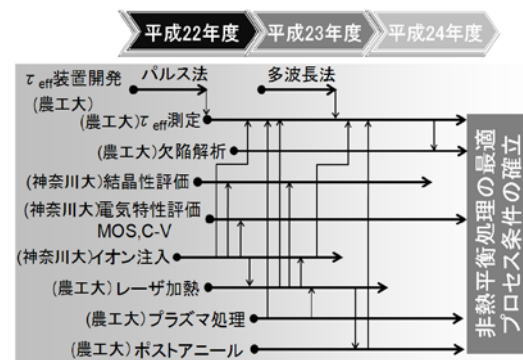 平成22年度 平成23年度 平成24年度
τeff装置開発 パルス法 多波長法
(農工大)
(農工大)τeff測定
(農工大)欠陥解析
(神奈川大)結晶性評価
(神奈川大)電気特性評価
MOS,C-V
(神奈川大)イオン注入
(農工大)レーザ加熱
(農工大)プラズマ処理
(農工大)ポストアニール
非熱平衡処理の最適
プロセス条件の確立